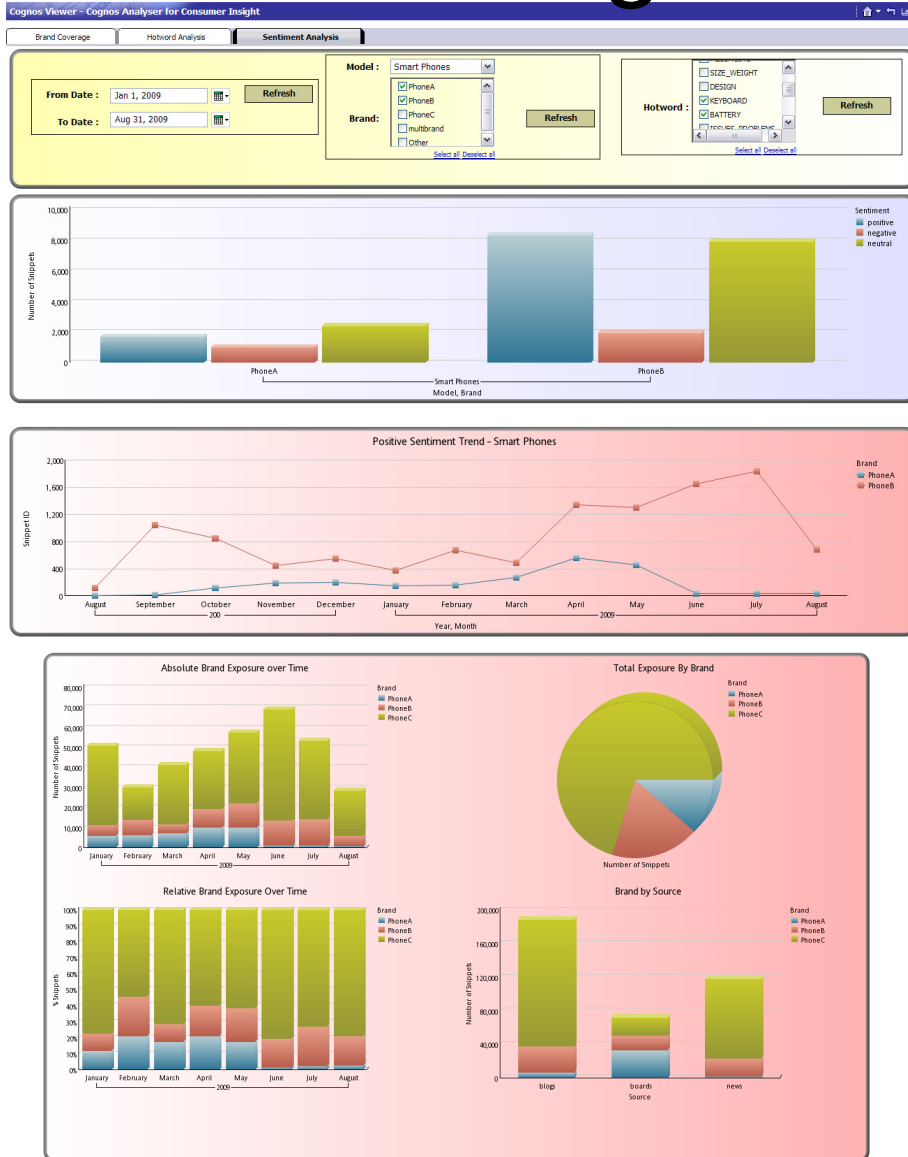 Cognos Viewer - Cognos Analyser for Consumer Insight
Brand Coverage
Hotword Analysis
Sentiment Analysis
From Date :
Jan 1, 2009
Refresh
To Date :
Aug 31, 2009
Model :
Smart Phones
Brand:
PhoneA
PhoneB
PhoneC
multbrand
Other
Refresh
Select all Deselect all
Hotword :
SIZE_WEIGHT
DESIGN
KEYBOARD
BATTERY
Refresh
Select all Deselect all
10,000
8,000
6,000
4,000
2,000
0
Number of Snippets
PhoneA
PhoneB
Smart Phones
Model, Brand
Sentiment
positive
negative
neutral
Positive Sentiment Trend - Smart Phones
2,000
1,600
1,200
800
400
0
Snippet ID
August September October November December January February March April May June July August
200 2009
Year, Month
Brand
PhoneA
PhoneB
Absolute Brand Exposure over Time
80,000
70,000
60,000
50,000
40,000
30,000
20,000
10,000
0
Number of Snippets
January February March April May June July August
2009
Brand
PhoneA
PhoneB
PhoneC
Total Exposure By Brand
Brand
PhoneA
PhoneB
PhoneC
Number of Snippets
Relative Brand Exposure Over Time
100%
90%
80%
70%
60%
50%
40%
30%
20%
10%
0%
% Snippets
January February March April May June July August
2009
Brand
PhoneA
PhoneB
PhoneC
Brand by Source
200,000
160,000
120,000
80,000
40,000
0
Number of Snippets
blogs boards news
Source
Brand
PhoneA
PhoneB
PhoneC